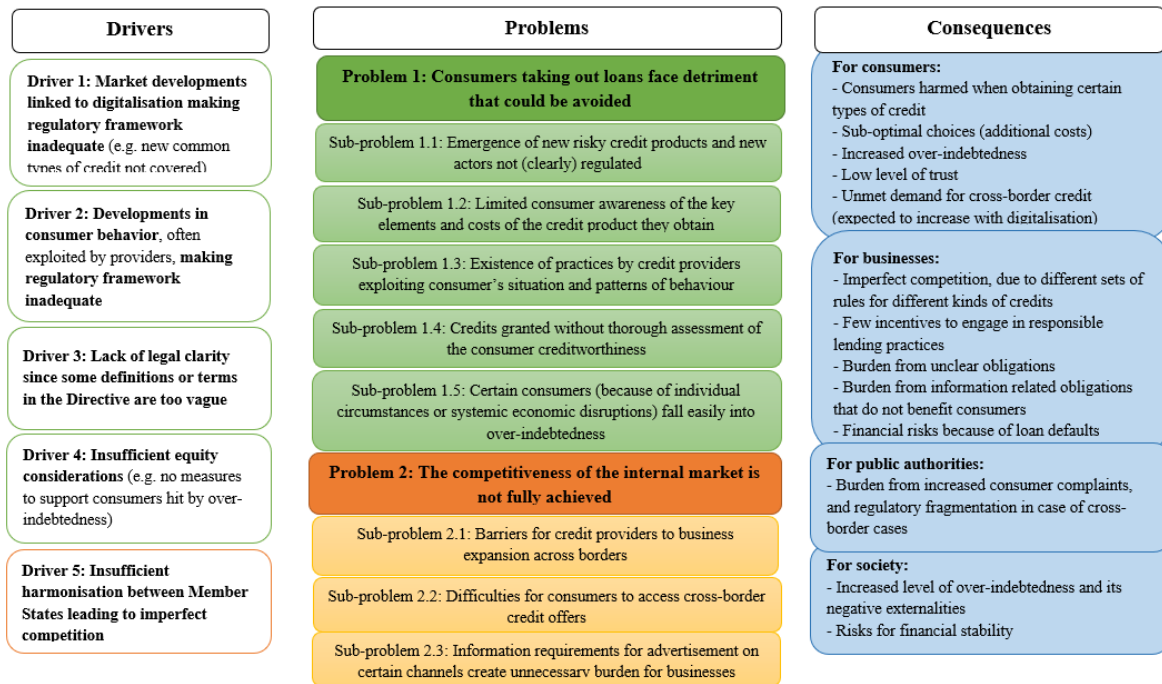 Drivers
Driver 1: Market developments
linked to digitalisation making
regulatory framework
inadequate (e.g. new common
types of credit not covered)
Driver 2: Developments in
consumer behavior, often
exploited by providers, making
regulatory framework
inadequate
Driver 3: Lack of legal clarity
since some definitions or terms
in the Directive are too vague
Driver 4: Insufficient equity
considerations (e.g. no measures
to support consumers hit by over-
indebtedness)
Driver 5: Insufficient
harmonisation between Member
States leading to imperfect
competition
Problems
Problem 1: Consumers taking out loans face detriment
that could be avoided
Sub-problem 1.1: Emergence of new risky credit products and new
actors not (clearly) regulated
Sub-problem 1.2: Limited consumer awareness of the key
elements and costs of the credit product they obtain
Sub-problem 1.3: Existence of practices by credit providers
exploiting consumer’s situation and patterns of behaviour
Sub-problem 1.4: Credits granted without thorough assessment of
the consumer creditworthiness
Sub-problem 1.5: Certain consumers (because of individual
circumstances or systemic economic disruptions) fall easily into
over-indebtedness
Problem 2: The competitiveness of the internal market is
not fully achieved
Sub-problem 2.1: Barriers for credit providers to business
expansion across borders
Sub-problem 2.2: Difficulties for consumers to access cross-border
credit offers
Sub-problem 2.3: Information requirements for advertisement on
certain channels create unnecessary burden for businesses
Consequences
For consumers:
- Consumers harmed when obtaining certain
types of credit
- Sub-optimal choices (additional costs)
- Increased over-indebtedness
- Low level of trust
- Unmet demand for cross-border credit
(expected to increase with digitalisation)
For businesses:
- Imperfect competition, due to different sets of
rules for different kinds of credits
- Few incentives to engage in responsible
lending practices
- Burden from unclear obligations
- Burden from information related obligations
that do not benefit consumers
- Financial risks because of loan defaults
For public authorities:
- Burden from increased consumer complaints,
and regulatory fragmentation in case of cross-
border cases
For society:
- Increased level of over-indebtedness and its
negative externalities
- Risks for financial stability